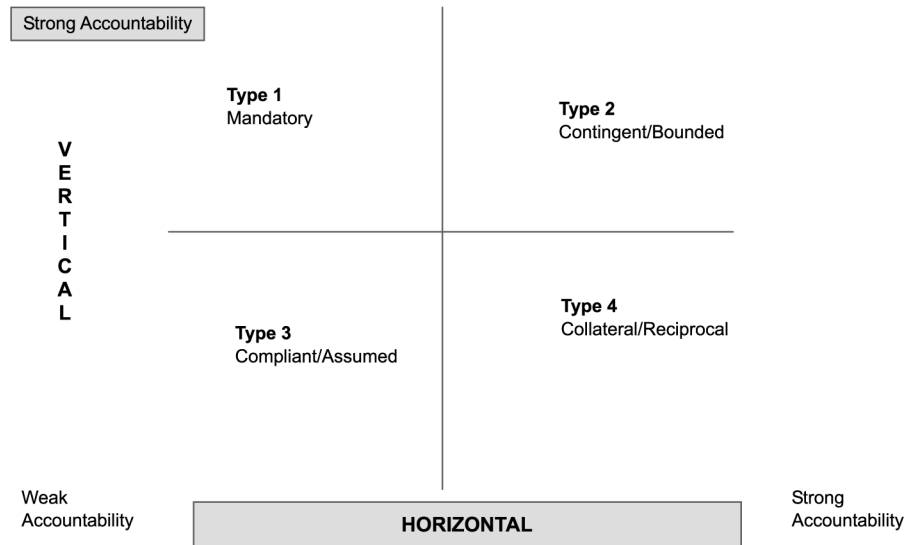 Strong Accountability
Type 1
Mandatory
Type 2
Contingent/Bounded
VERTICAL
Type 3
Compliant/Assumed
Type 4
Collateral/Reciprocal
Weak
Accountability
HORIZONTAL
Strong
Accountability